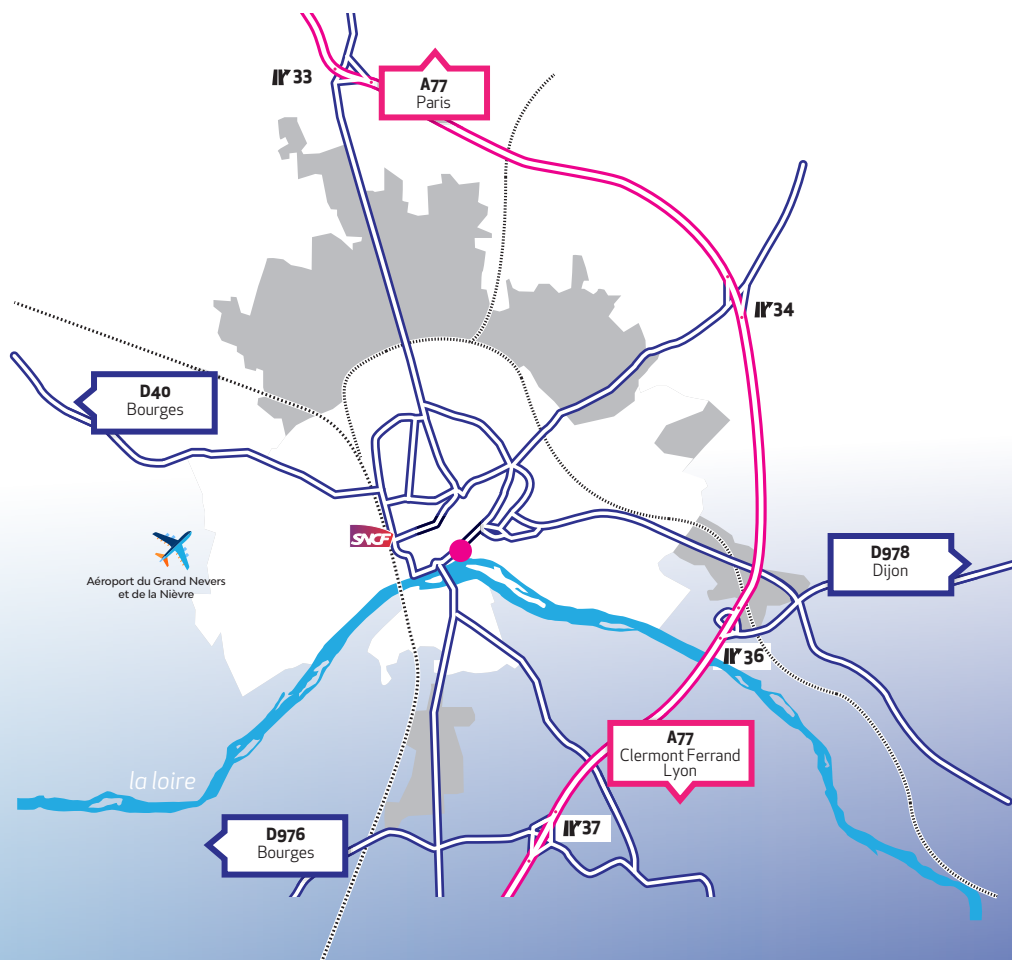 33
A77
Paris
34
D40
Bourges
SNCF
D978
Dijon
Aéroport du Grand Nevers
et de la Nièvre
36
A77
Clermont Ferrand
Lyon
la loire
37
D976
Bourges